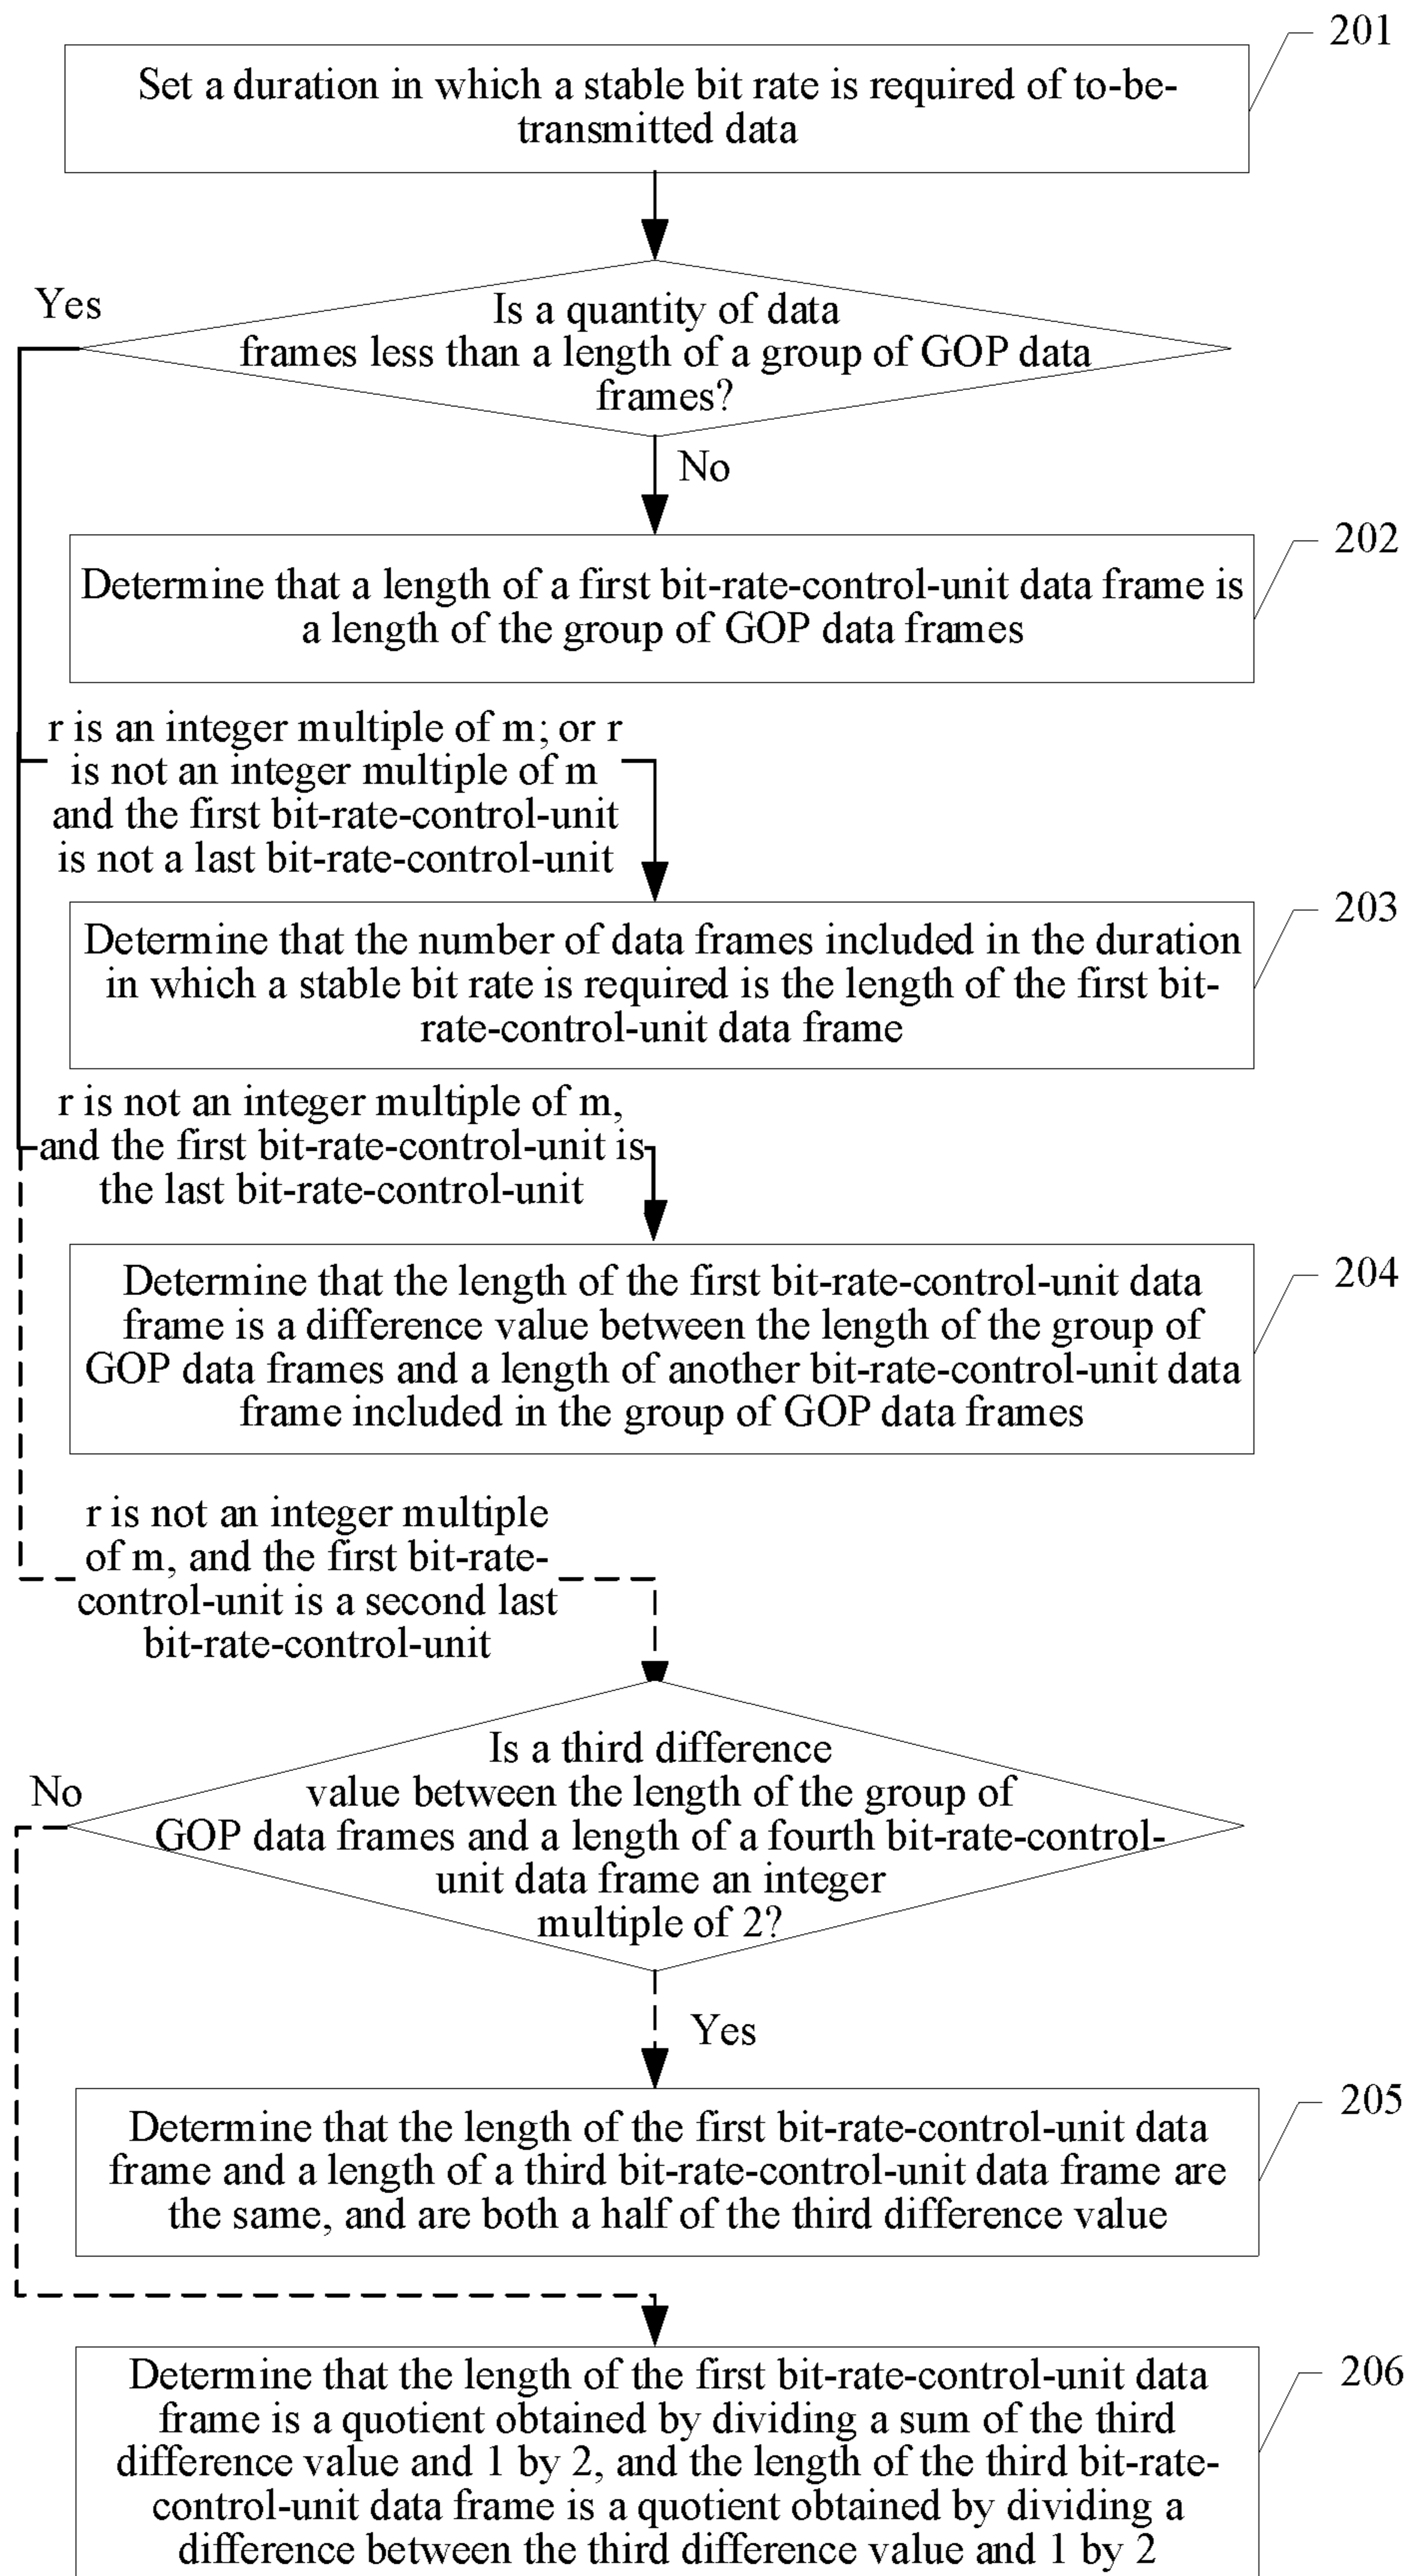 201
Set a duration in which a stable bit rate is required of to-be-
transmitted data
Yes
Is a quantity of data
frames less than a length of a group of GOP data
frames?
No
202
Determine that a length of a first bit-rate-control-unit data frame is
a length of the group of GOP data frames
r is an integer multiple of m; or r
is not an integer multiple of m
and the first bit-rate-control-unit
is not a last bit-rate-control-unit
203
Determine that the number of data frames included in the duration
in which a stable bit rate is required is the length of the first bit-
rate-control-unit data frame
r is not an integer multiple of m,
and the first bit-rate-control-unit is
the last bit-rate-control-unit
204
Determine that the length of the first bit-rate-control-unit data
frame is a difference value between the length of the group of
GOP data frames and a length of another bit-rate-control-unit data
frame included in the group of GOP data frames
r is not an integer multiple
of m, and the first bit-rate-
control-unit is a second last
bit-rate-control-unit
No
Is a third difference
value between the length of the group of
GOP data frames and a length of a fourth bit-rate-control-
unit data frame an integer
multiple of 2?
Yes
205
Determine that the length of the first bit-rate-control-unit data
frame and a length of a third bit-rate-control-unit data frame are
the same, and are both a half of the third difference value
206
Determine that the length of the first bit-rate-control-unit data
frame is a quotient obtained by dividing a sum of the third
difference value and 1 by 2, and the length of the third bit-rate-
control-unit data frame is a quotient obtained by dividing a
difference between the third difference value and 1 by 2